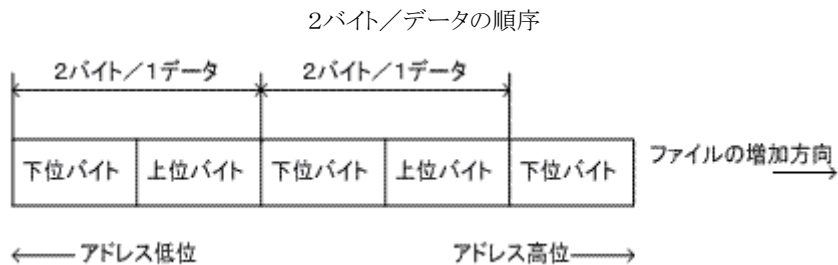 2バイト/データの順序
2バイト/1データ 2バイト/1データ
下位バイト 上位バイト 下位バイト 上位バイト 下位バイト ファイルの増加方向
アドレス低位 アドレス高位